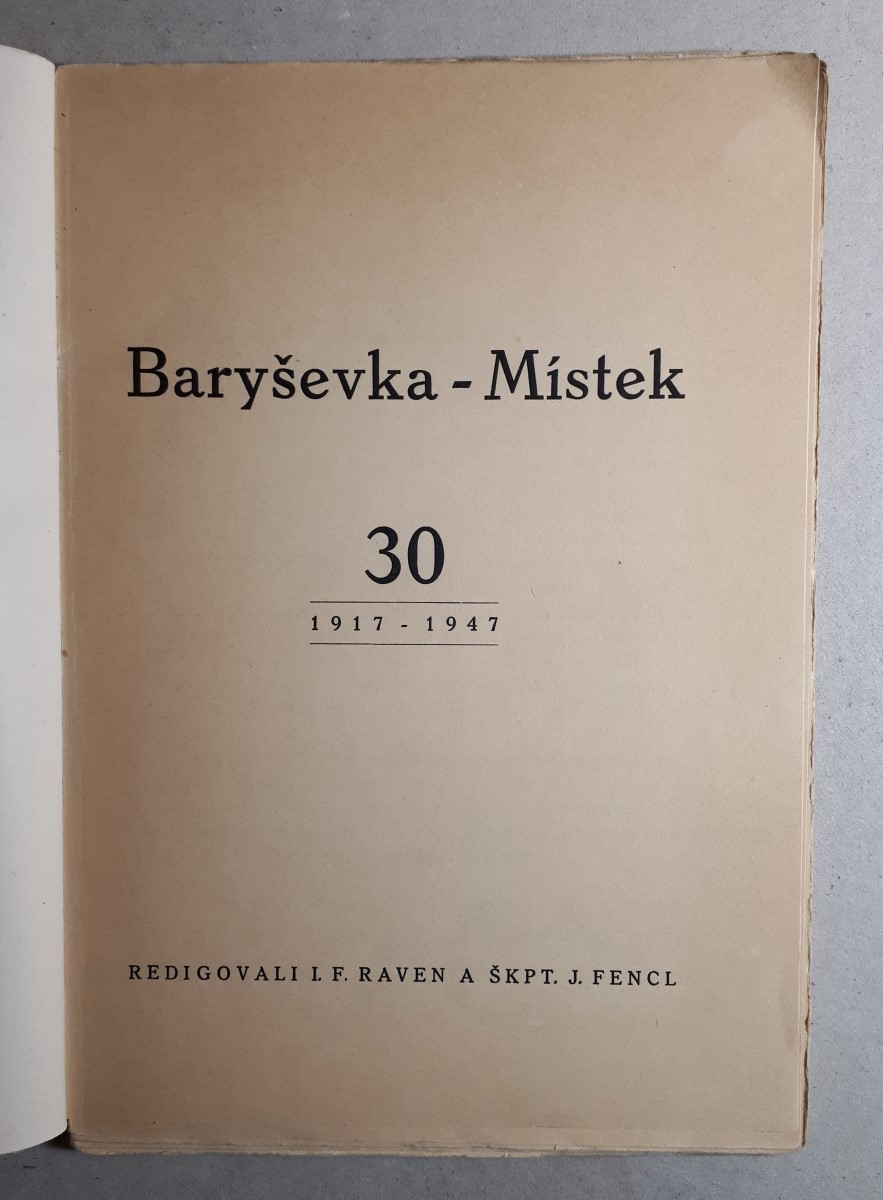 Baryševka - Místek
30
1917 - 1947
REDIGOVALI I. F. RAVEN A ŠKPT. J. FENCL